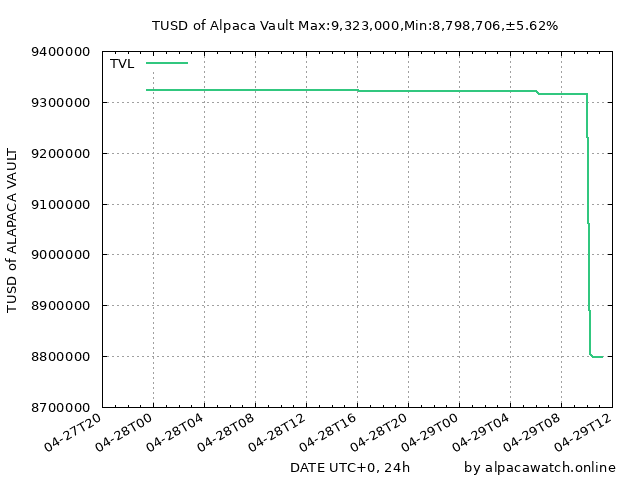 TUSD of Alpaca Vault Max:9,323,000,Min:8,798,706,±5.62%
TVL
9400000
9300000
9200000
9100000
9000000
8900000
8800000
8700000
TUSD of ALAPACA VAULT
04-27T20
04-28T00
04-28T04
04-28T08
04-28T12
04-28T16
04-28T20
04-29T00
04-29T04
04-29T08
04-29T12
DATE UTC+0, 24h
by alpacawatch.online